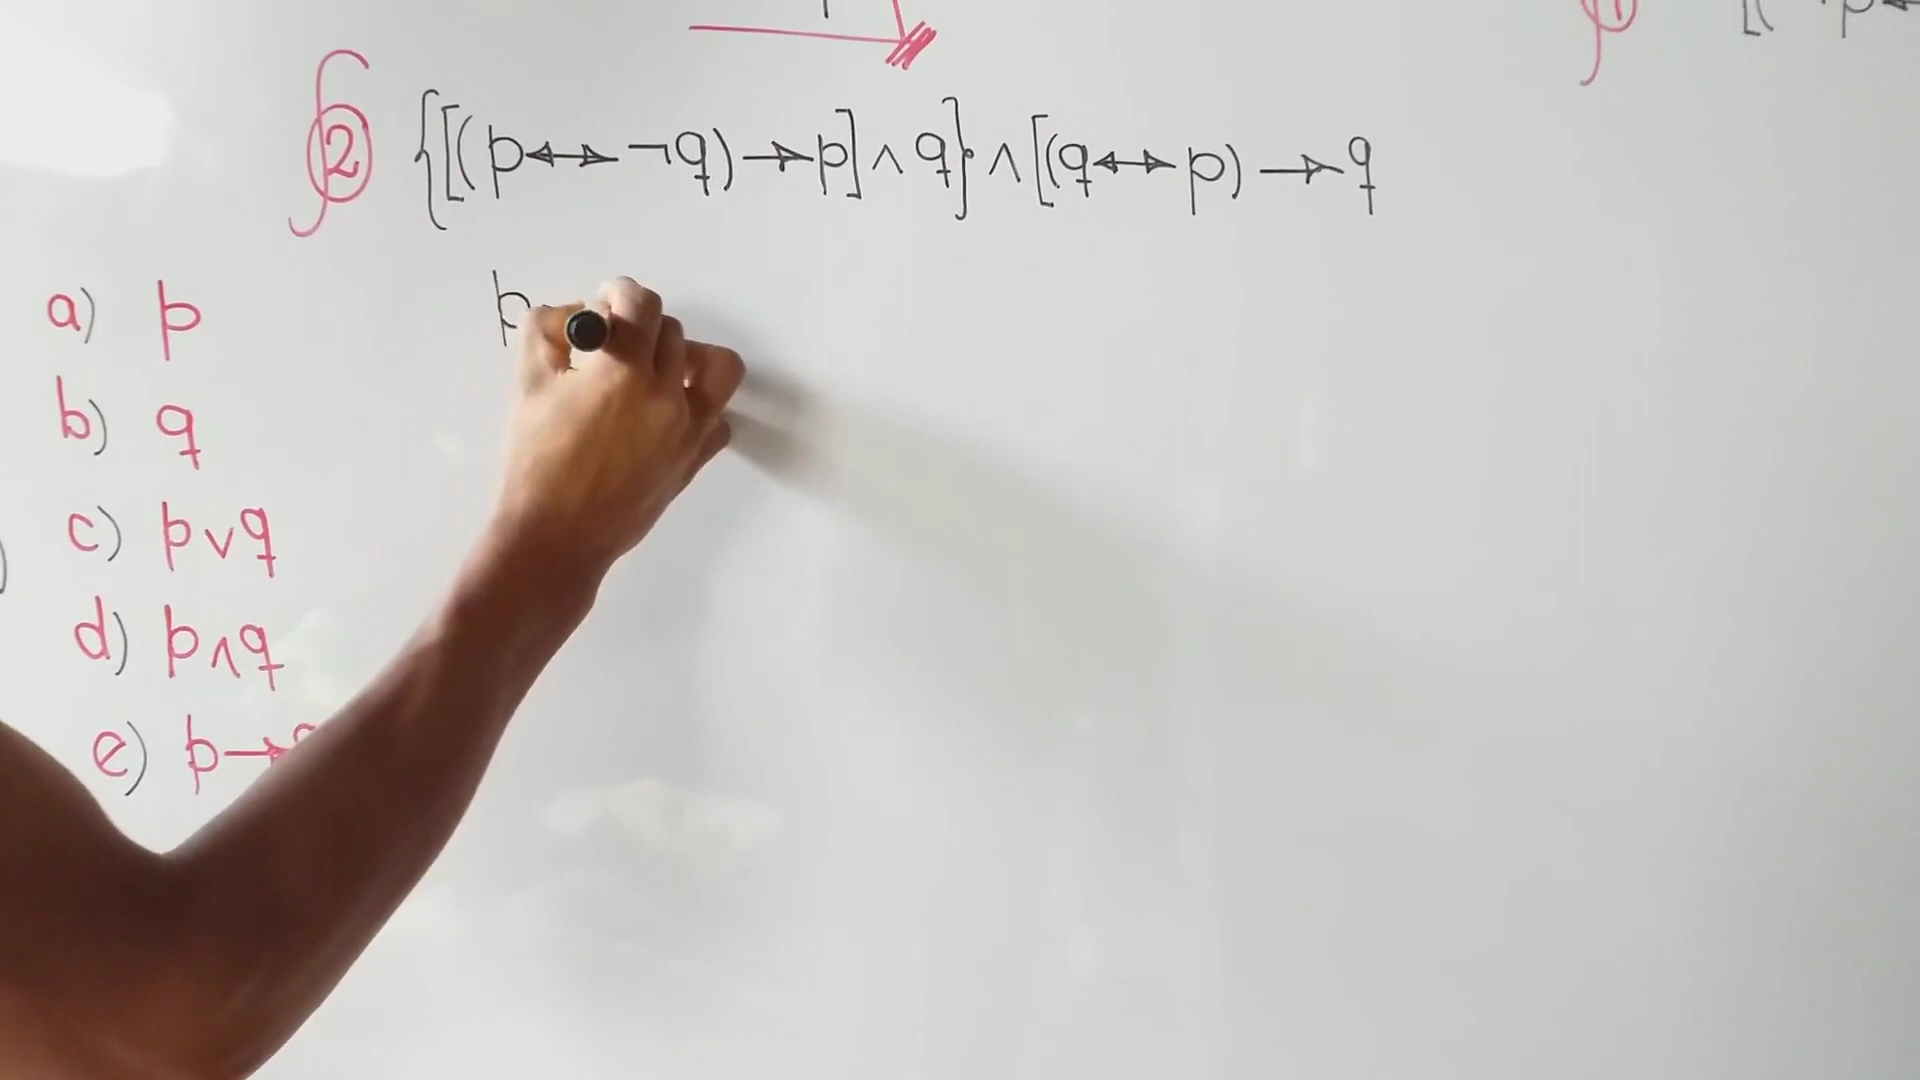 2 {[(p↔¬q)→p]∧q}∧[(q↔p)→q
p
a) p
b) q
c) p∨q
d) p∧q
e) p→